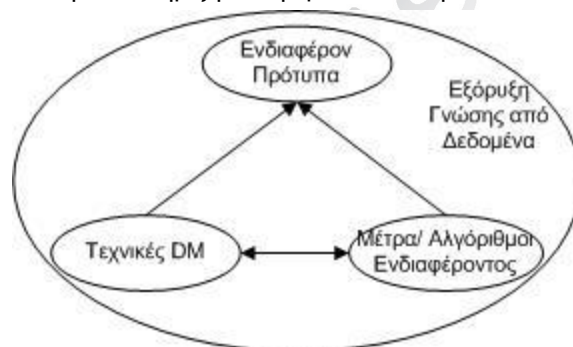 Ενδιαφέρον
Πρότυπα
Εξόρυξη
Γνώσης από
Δεδομένα
Τεχνικές DM
Μέτρα/ Αλγόριθμοι
Ενδιαφέροντος